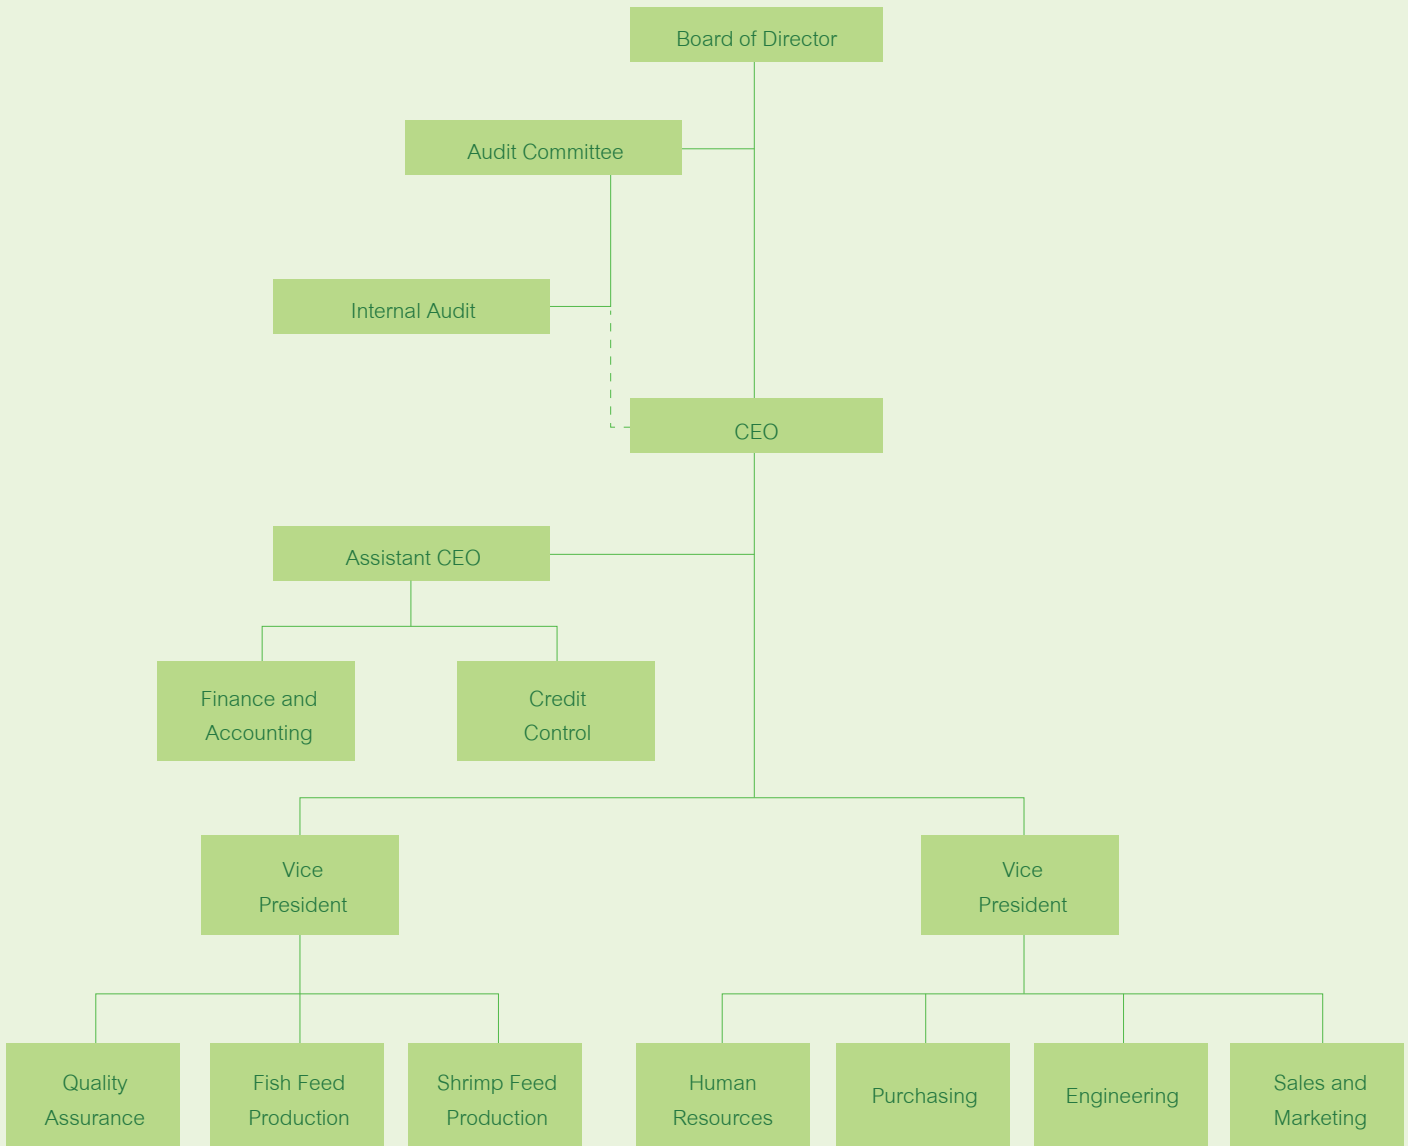 Board of Director
Audit Committee
Internal Audit
CEO
Assistant CEO
Finance and
Accounting
Credit
Control
Vice
President
Vice
President
Quality
Assurance
Fish Feed
Production
Shrimp Feed
Production
Human
Resources
Purchasing
Engineering
Sales and
Marketing